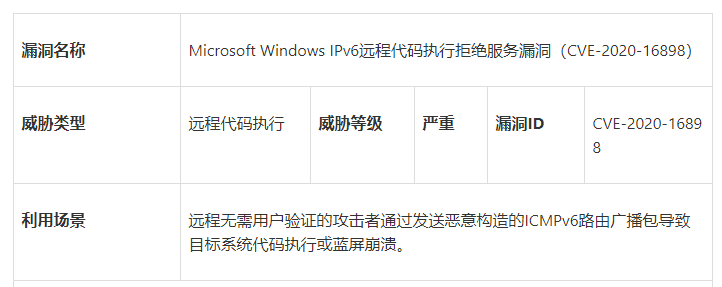 漏洞名称 Microsoft Windows IPv6远程代码执行拒绝服务漏洞（CVE-2020-16898）
威胁类型 远程代码执行 威胁等级 严重 漏洞ID CVE-2020-1689
8
利用场景 远程无需用户验证的攻击者通过发送恶意构造的ICMPv6路由广播包导致
目标系统代码执行或蓝屏崩溃。